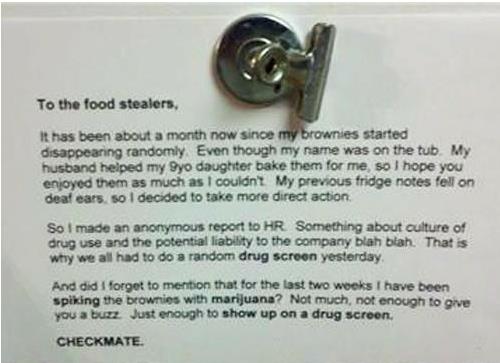 To the food stealers,
It has been about a month now since my brownies started
disappearing randomly. Even though my name was on the tub. My
husband helped my 9yo daughter bake them for me, so I hope you
enjoyed them as much as I couldn't. My previous fridge notes fell on
deaf ears, so I decided to take more direct action.
So I made an anonymous report to HR. Something about culture of
drug use and the potential liability to the company blah blah. That is
why we all had to do a random drug screen yesterday.
And did I forget to mention that for the last two weeks I have been
spiking the brownies with marijuana? Not much, not enough to give
you a buzz. Just enough to show up on a drug screen.
CHECKMATE.